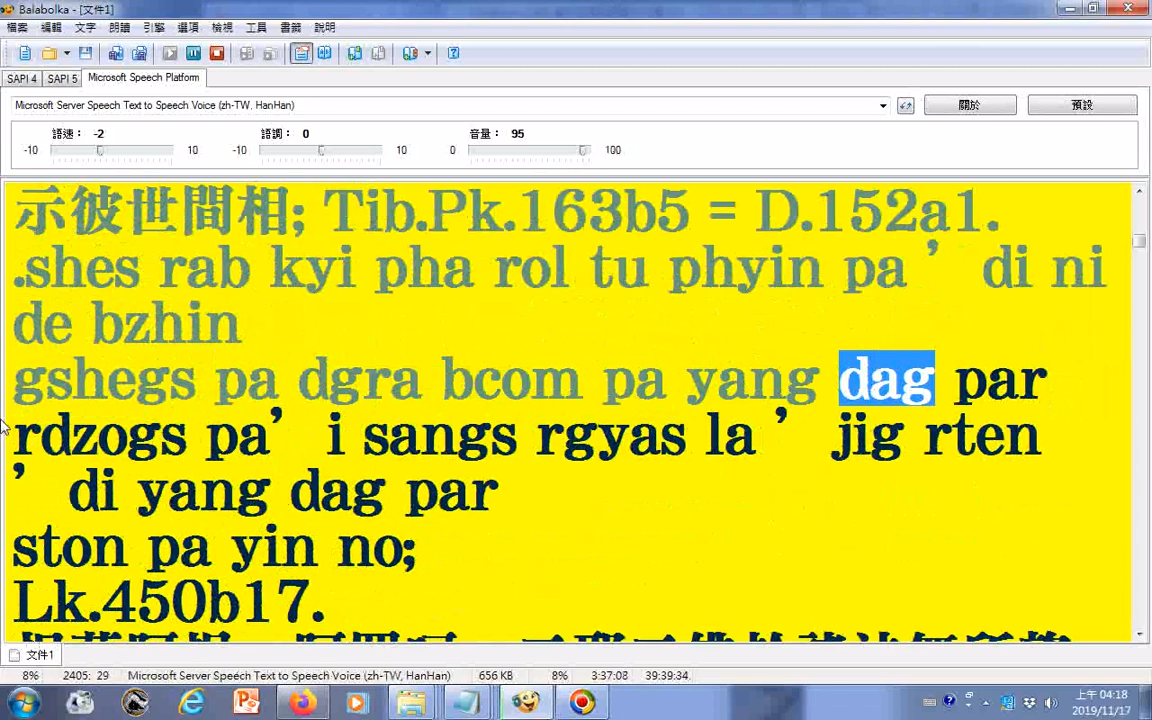 Balabolka - [文件1]
檔案 編輯 文字 朗讀 引擎 選項 檢視 工具 書籤 說明
SAPI 4 SAPI 5 Microsoft Speech Platform
Microsoft Server Speech Text to Speech Voice (zh-TW, HanHan) 關於 預設
語速： -2 語調： 0 音量： 95
-10 10 -10 10 0 100
示彼世間相; Tib.Pk.163b5 = D.152a1.
.shes rab kyi pha rol tu phyin pa ’di ni
de bzhin
gshegs pa dgra bcom pa yang dag par
rdzogs pa’i sangs rgyas la ’jig rten
’di yang dag par
ston pa yin no;
Lk.450b17.
文件1
8% 2405: 29 Microsoft Server Speech Text to Speech Voice (zh-TW, HanHan) 656 KB 8% 3:37:08 39:39:34
上午 04:18
2019/11/17